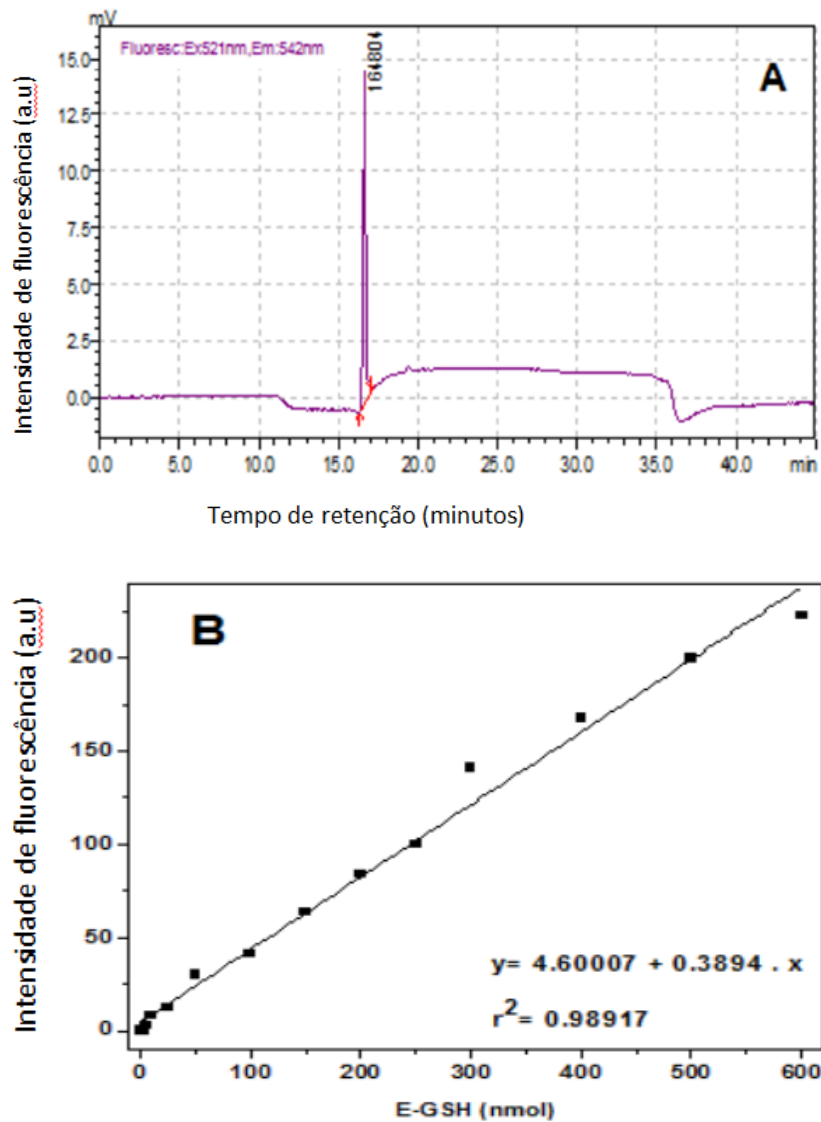 mV
Fluoresc:Ex521nm,Em:542nm
164804
A
15.0
12.5
10.0
7.5
5.0
2.5
0.0
0.0 5.0 10.0 15.0 20.0 25.0 30.0 35.0 40.0 min
Intensidade de fluorescência (a.u)
Tempo de retenção (minutos)
B
Intensidade de fluorescência (a.u)
200
150
100
50
0
y= 4.60007 + 0.3894 . x
r²= 0.98917
0 100 200 300 400 500 600
E-GSH (nmol)